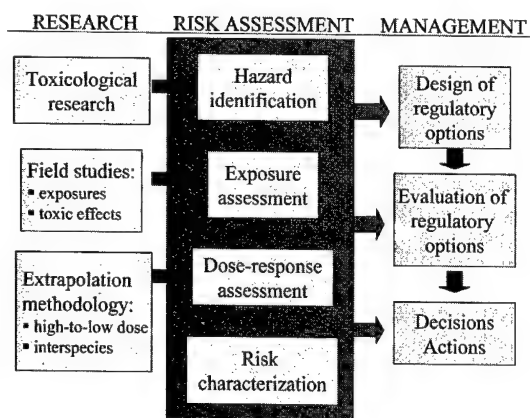 RESEARCH RISK ASSESSMENT MANAGEMENT
Toxicological
research
Field studies:
▪ exposures
▪ toxic effects
Extrapolation
methodology:
▪ high-to-low dose
▪ interspecies
Hazard
identification
Exposure
assessment
Dose-response
assessment
Risk
characterization
Design of
regulatory
options
Evaluation of
regulatory
options
Decisions
Actions